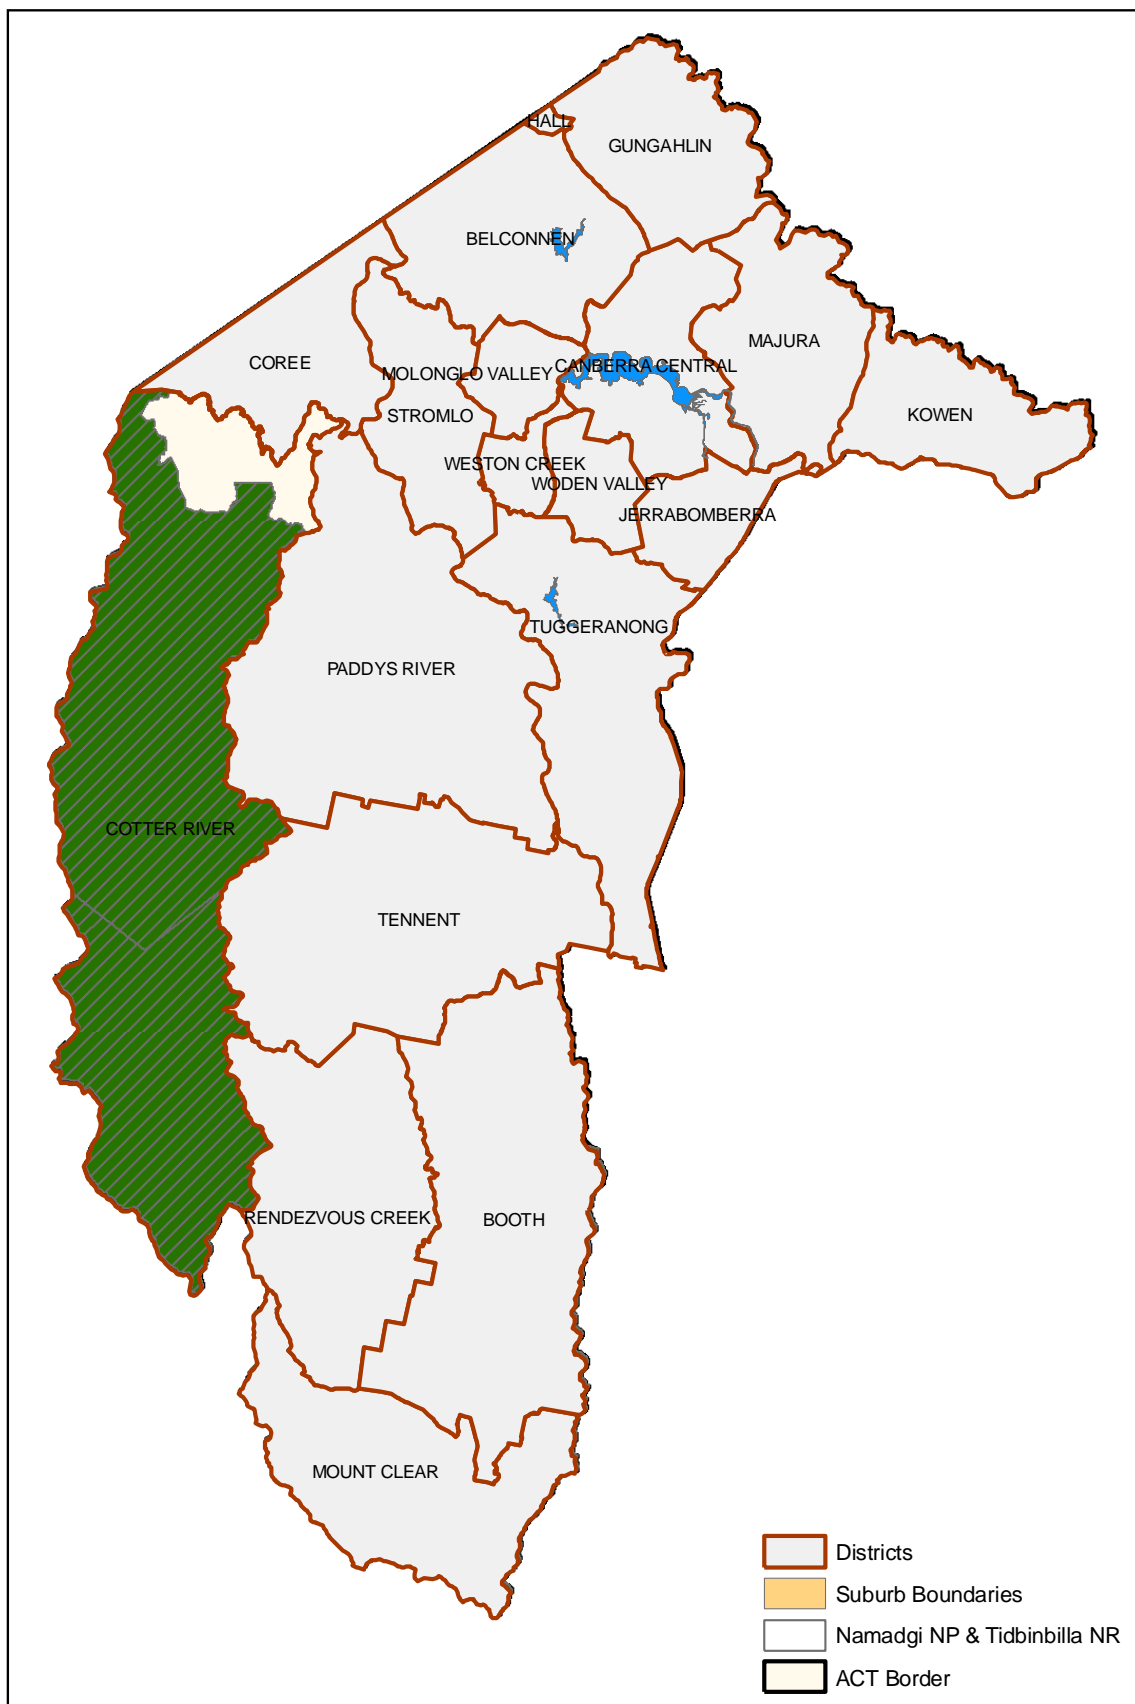 HALL
GUNGAHLIN
BELCONNEN
MAJURA
COREE
CANBERRA CENTRAL
MOLONGLO VALLEY
STROMLO
KOWEN
WESTON CREEK
WODEN VALLEY
JERRABOMBERRA
TUGGERANONG
PADDYS RIVER
COTTER RIVER
TENNENT
RENDEZVOUS CREEK
BOOTH
MOUNT CLEAR
Districts
Suburb Boundaries
Namadgi NP & Tidbinbilla NR
ACT Border